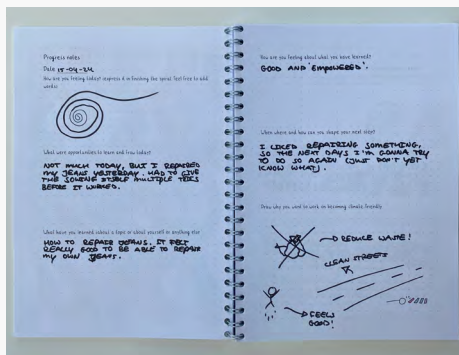 Progress notes
Date 15-04-24
How are you feeling today? Express it in finishing the spiral. Feel free to add
words!
What were opportunities to learn and grow today?
NOT MUCH TODAY, BUT I REPAIRED
MY JEANS YESTERDAY. HAD TO GIVE
THE SEWING ITSELF MULTIPLE TRIES
BEFORE IT WORKED.
What have you learned about a topic or about yourself or anything else
HOW TO REPAIR JEANS. IT FELT
REALLY GOOD TO BE ABLE TO REPAIR
MY OWN JEANS.
How are you feeling about what you have learned?
GOOD AND 'EMPOWERED'.
When where and how can you shape your next step?
I LIKED REPAIRING SOMETHING,
SO THE NEXT DAYS I'M GONNA TRY
TO DO SO AGAIN (JUST DON'T YET
KNOW WHAT).
Draw why you want to work on becoming climate friendly
REDUCE WASTE!
CLEAN STREETS
FEEL
GOOD!